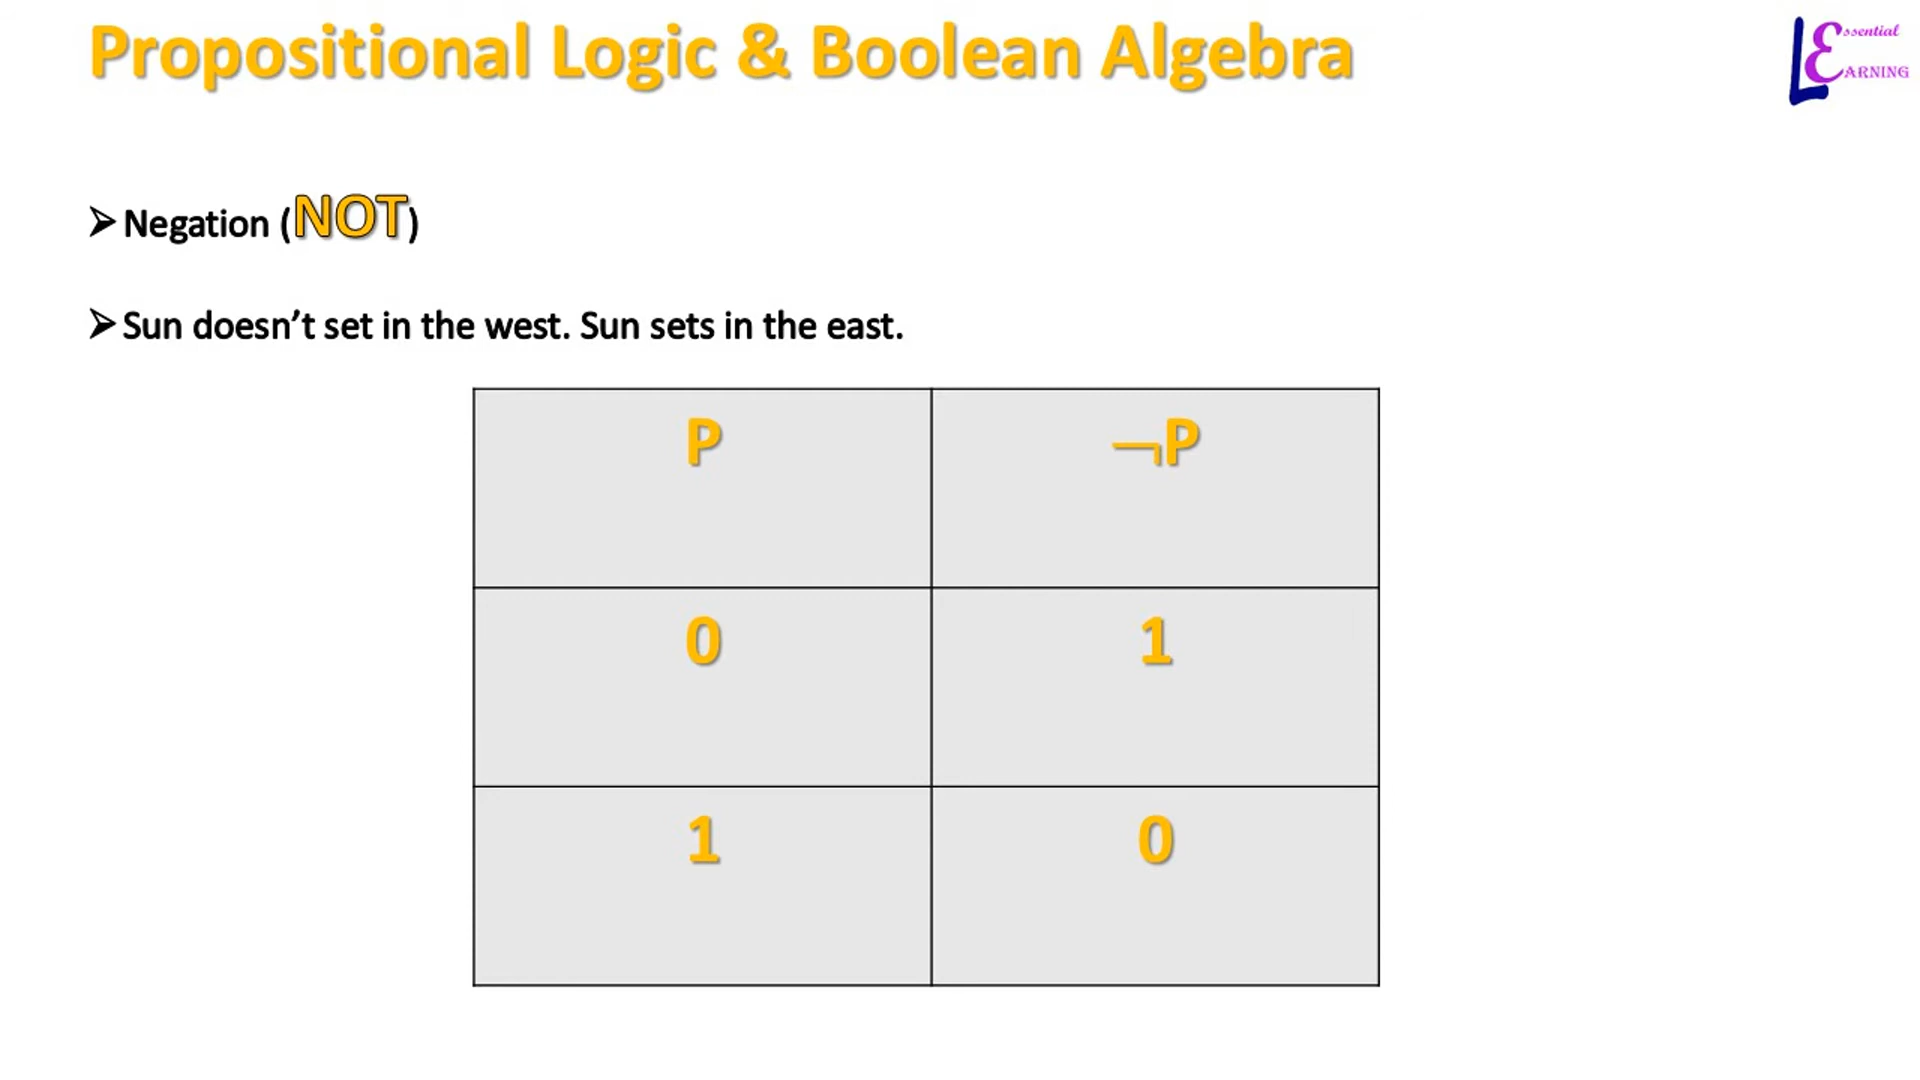 Propositional Logic & Boolean Algebra
Essential
LEARNING
➢Negation (NOT)
➢Sun doesn’t set in the west. Sun sets in the east.
P ¬P
0 1
1 0